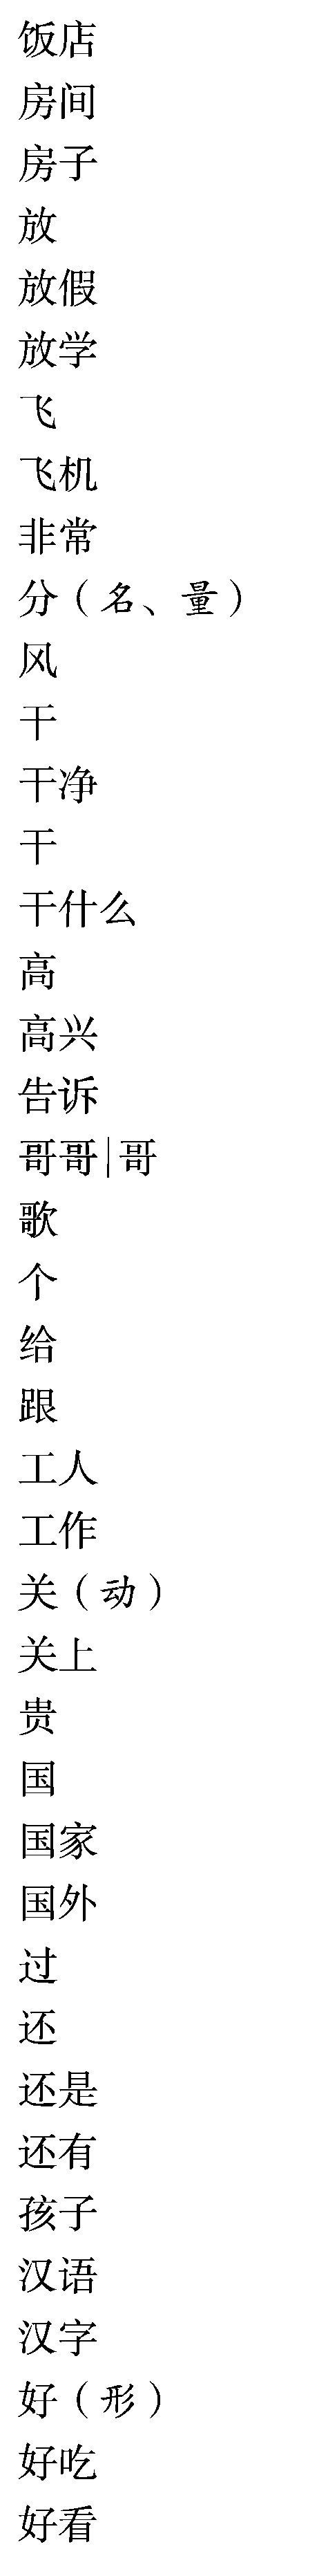 饭店
房间
房子
放
放假
放学
飞
飞机
非常
分（名、量）
风
干
干净
干
干什么
高
高兴
告诉
哥哥|哥
歌
个
给
跟
工人
工作
关（动）
关上
贵
国
国家
国外
过
还
还是
还有
孩子
汉语
汉字
好（形）
好吃
好看